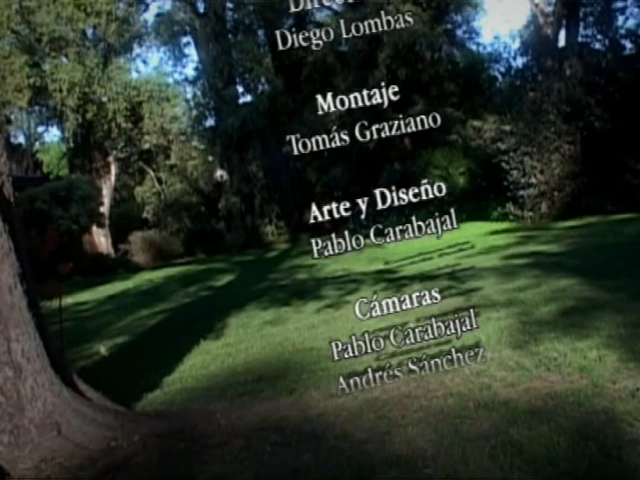 Diego Lombas
Montaje
Tomás Graziano
Arte y Diseño
Pablo Carabajal
Cámaras
Pablo Carabajal
Andrés Sánchez